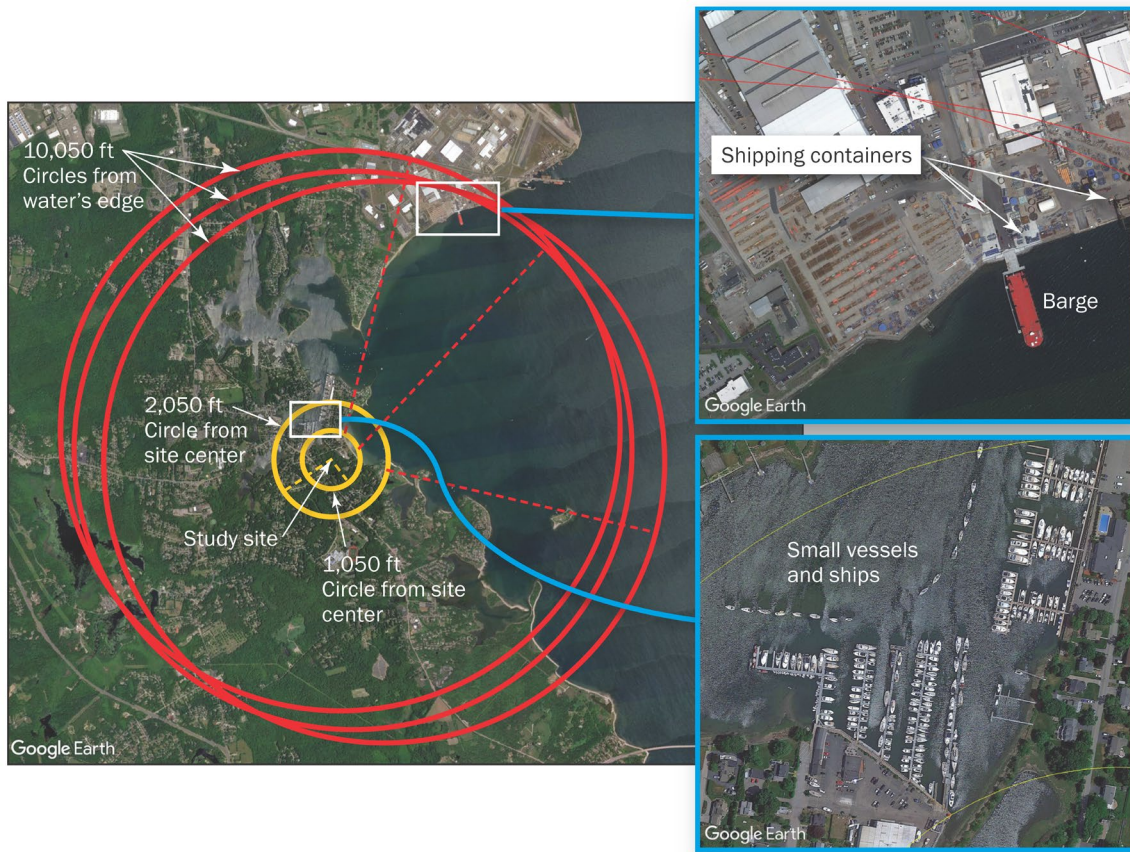 10,050 ft
Circles from
water's edge
2,050 ft
Circle from
site center
Study site
1,050 ft
Circle from site
center
Google Earth
Shipping containers
Barge
Google Earth
Small vessels
and ships
Google Earth